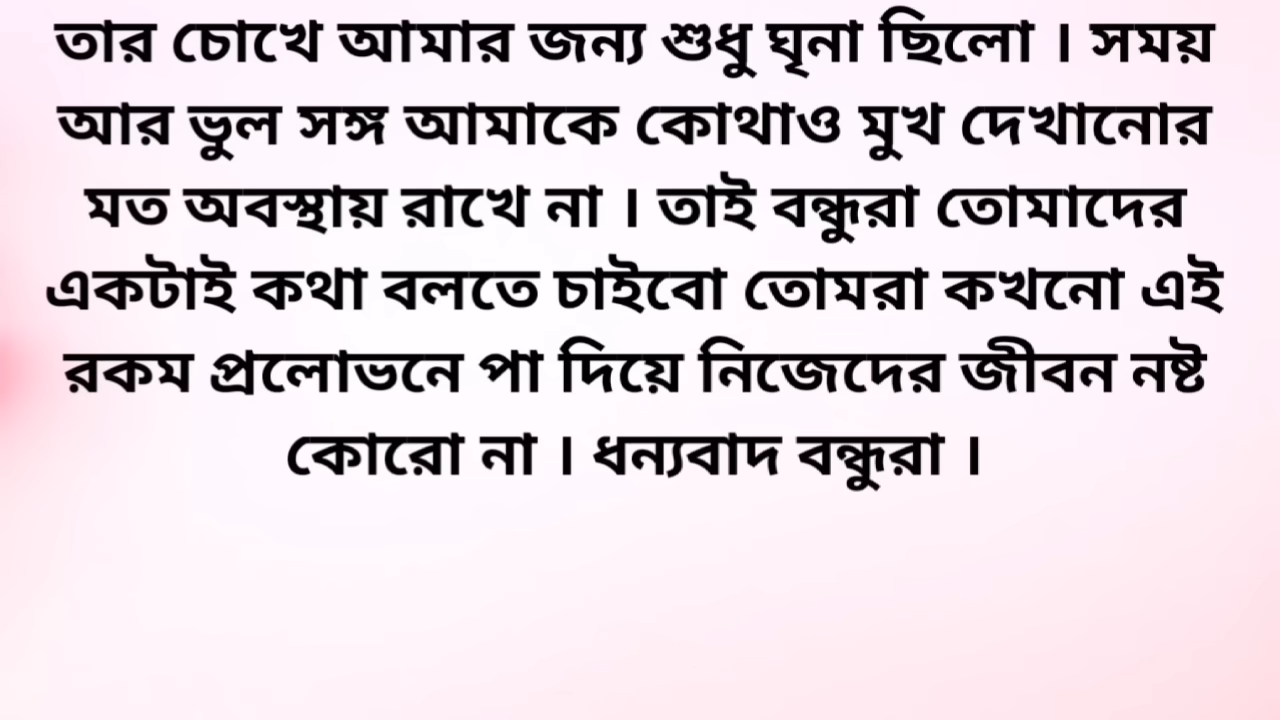 তার চোখে আমার জন্য শুধু ঘৃনা ছিলো । সময়
আর ভুল সঙ্গ আমাকে কোথাও মুখ দেখানোর
মত অবস্থায় রাখে না । তাই বন্ধুরা তোমাদের
একটাই কথা বলতে চাইবো তোমরা কখনো এই
রকম প্রলোভনে পা দিয়ে নিজেদের জীবন নষ্ট
কোরো না । ধন্যবাদ বন্ধুরা ।